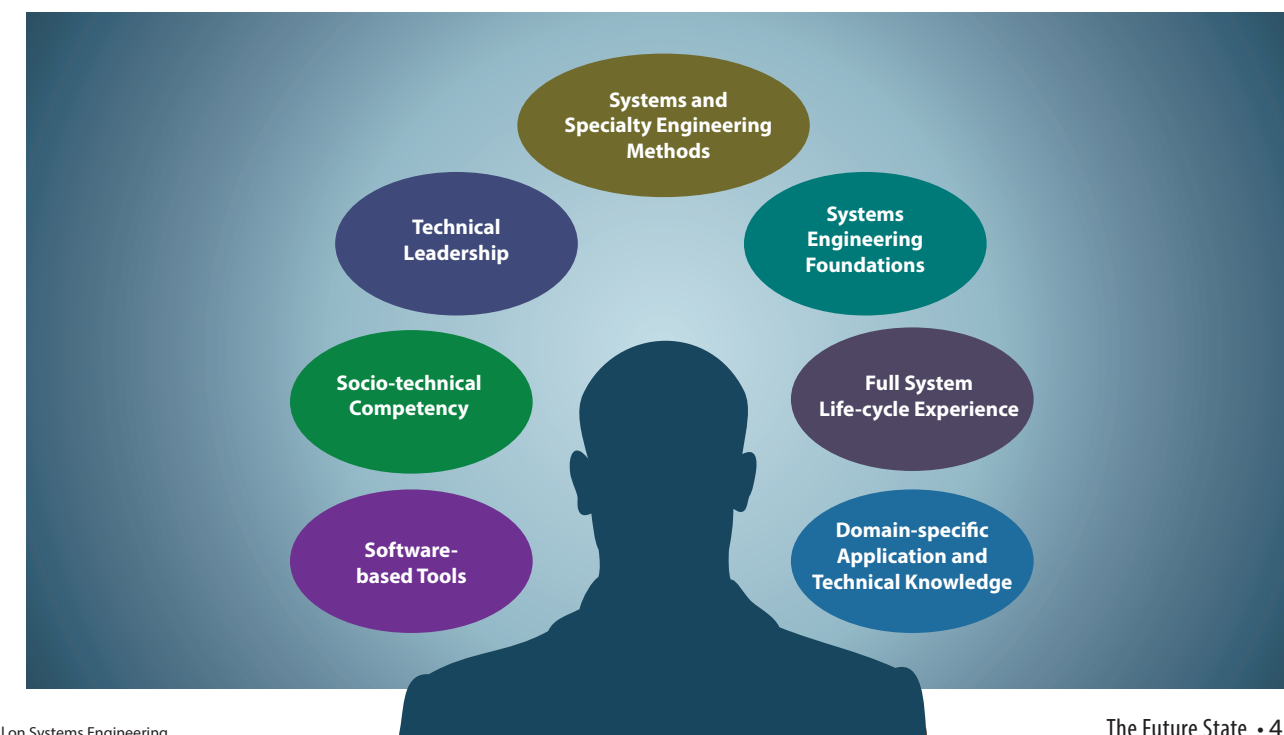 Systems and
Specialty Engineering
Methods
Technical
Leadership
Systems
Engineering
Foundations
Socio-technical
Competency
Full System
Life-cycle Experience
Software-
based Tools
Domain-specific
Application and
Technical Knowledge
on Systems Engineering
The Future State • 4